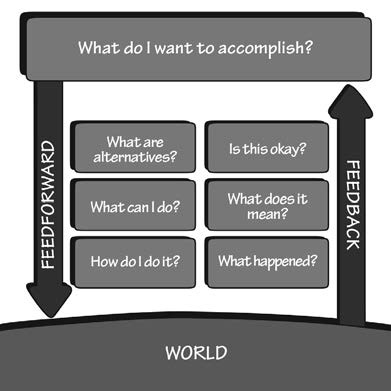 What do I want to accomplish?
FEEDFORWARD
What are
alternatives?
What can I do?
How do I do it?
Is this okay?
What does it
mean?
What happened?
FEEDBACK
WORLD